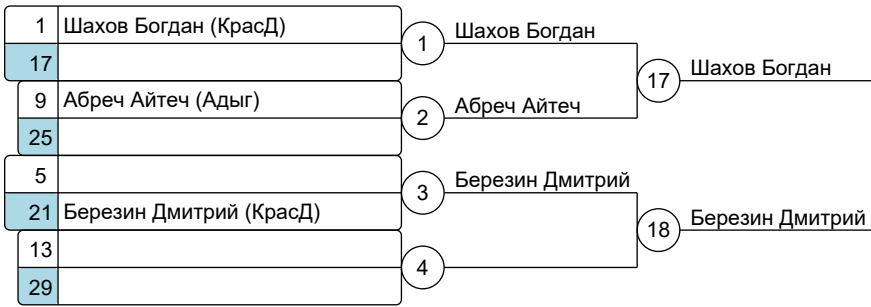 1 Шахов Богдан (КрасД)
17
9 Абреч Айтеч (Адыг)
25
5
21 Березин Дмитрий (КрасД)
13
29
1
2
3
4
Шахов Богдан
Абреч Айтеч
Березин Дмитрий
17
18
Шахов Богдан
Березин Дмитрий